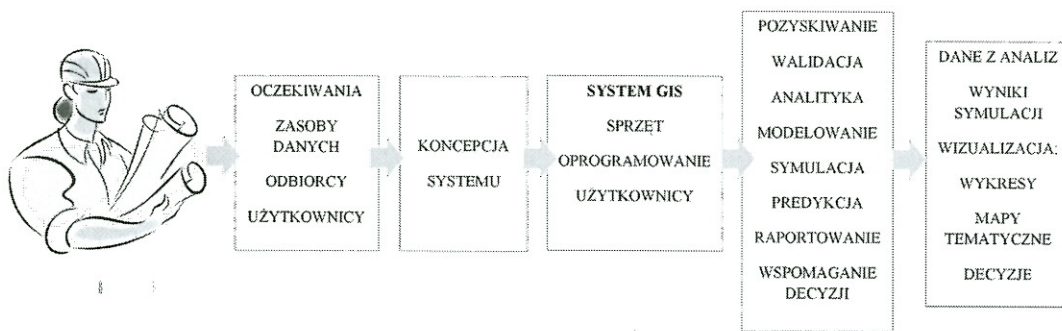 OCZEKIWANIA
ZASOBY
DANYCH
ODBIORCY
UŻYTKOWNICY
KONCEPCJA
SYSTEMU
SYSTEM GIS
SPRZĘT
OPROGRAMOWANIE
UŻYTKOWNICY
POZYSKIWANIE
WALIDACJA
ANALITYKA
MODELOWANIE
SYMULACJA
PREDYKCJA
RAPORTOWANIE
WSPOMAGANIE
DECYZJI
DANE Z ANALIZ
WYNIKI
SYMULACJI
WIZUALIZACJA:
WYKRESY
MAPY
TEMATYCZNE
DECYZJE